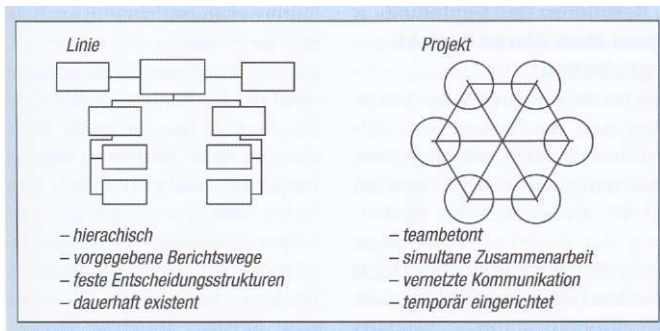 Linie
– hierachisch
– vorgegebene Berichtswege
– feste Entscheidungsstrukturen
– dauerhaft existent
Projekt
– teambetont
– simultane Zusammenarbeit
– vernetzte Kommunikation
– temporär eingerichtet